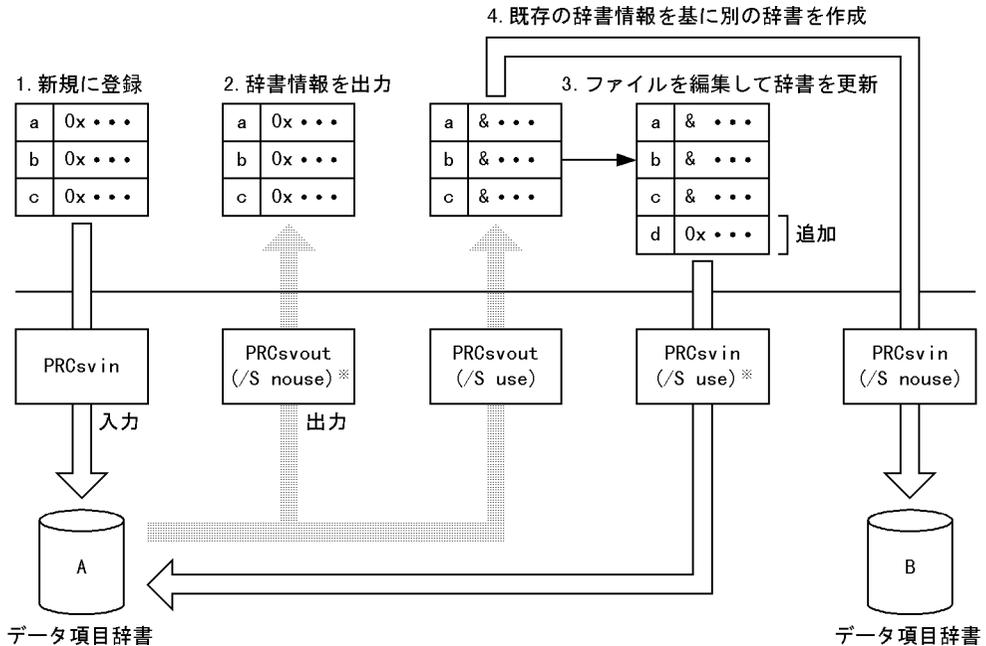 4. 既存の辞書情報を基に別の辞書を作成
1. 新規に登録
2. 辞書情報を出力
3. ファイルを編集して辞書を更新
a 0x・・・
b 0x・・・
c 0x・・・
a 0x・・・
b 0x・・・
c 0x・・・
a &・・・
b &・・・
c &・・・
a & ・・・
b & ・・・
c & ・・・
d 0x・・・
追加
PRCsvin
PRCsvout
(/S nouse)※
PRCsvout
(/S use)
PRCsvin
(/S use)※
PRCsvin
(/S nouse)
入力
出力
A
B
データ項目辞書
データ項目辞書